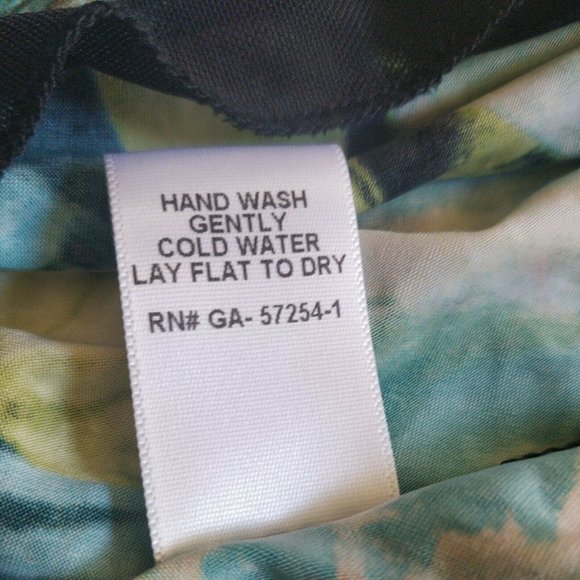 HAND WASH
GENTLY
COLD WATER
LAY FLAT TO DRY
RN# GA- 57254-1